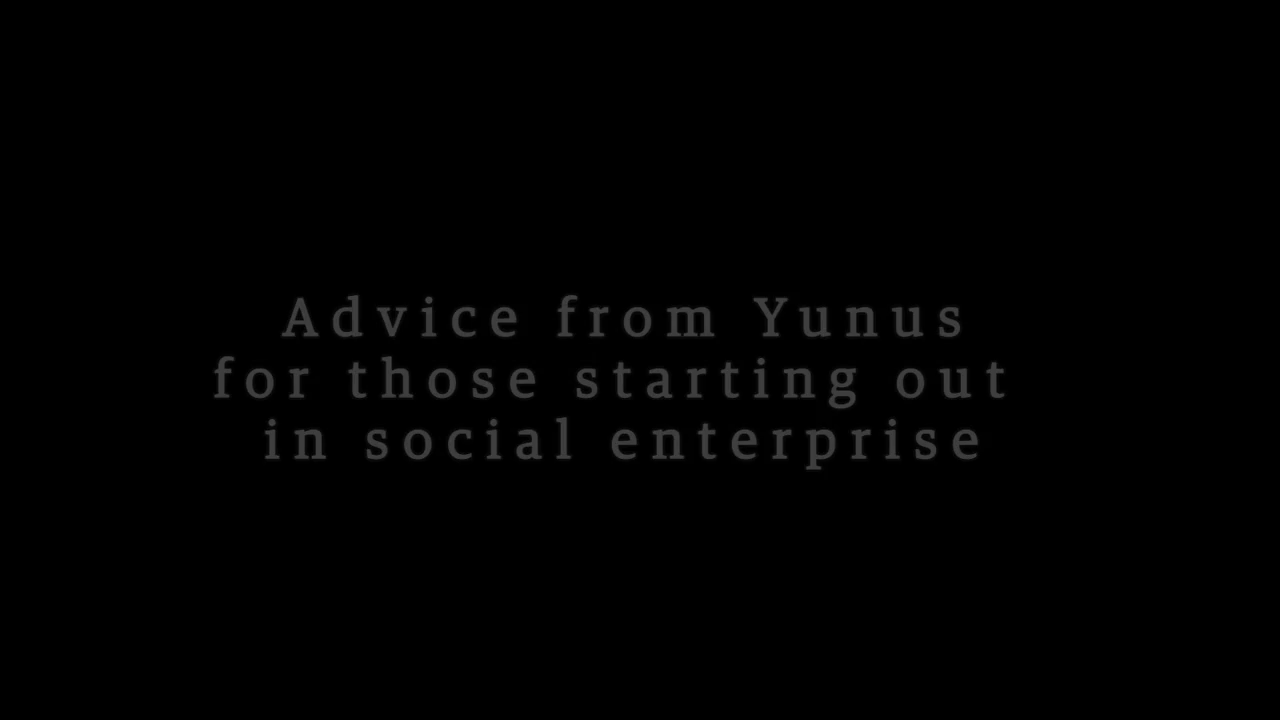 Advice from Yunus
for those starting out
in social enterprise